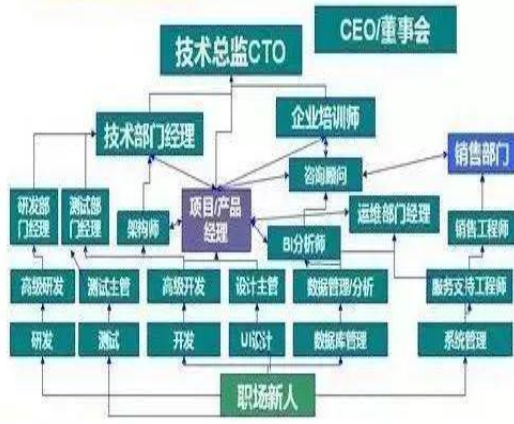 CEO/董事会
技术总监CTO
技术部门经理
企业培训师
销售部门
咨询顾问
研发部
门经理
测试部
门经理
架构师
项目/产品
经理
运维部门经理
销售工程师
BI分析师
高级研发
测试主管
高级开发
设计主管
数据管理/分析
服务支持工程师
研发
测试
开发
UI设计
数据库管理
系统管理
职场新人